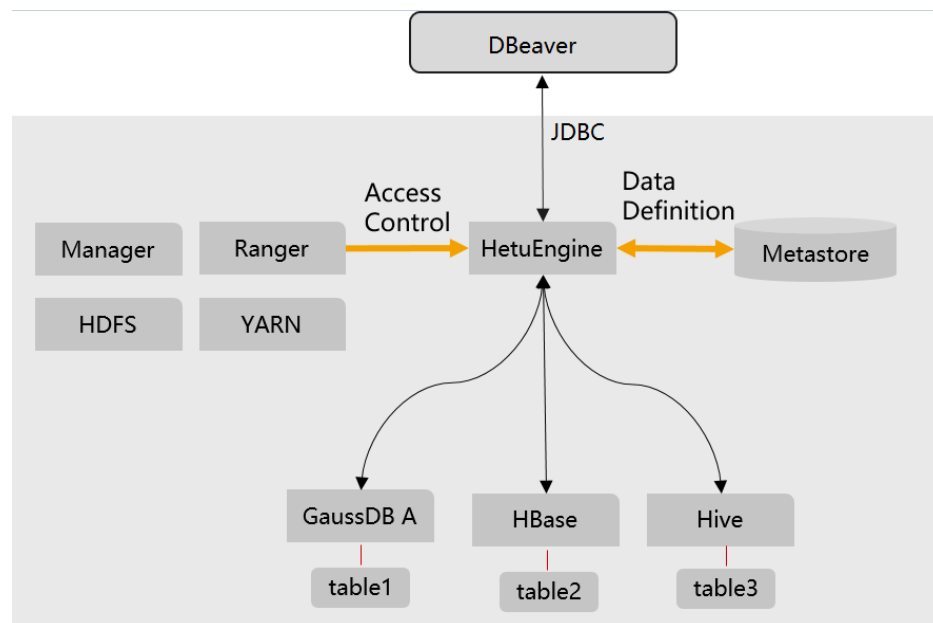 DBeaver
JDBC
Access
Control
Data
Definition
Manager
Ranger
HetuEngine
Metastore
HDFS
YARN
GaussDB A
HBase
Hive
table1
table2
table3